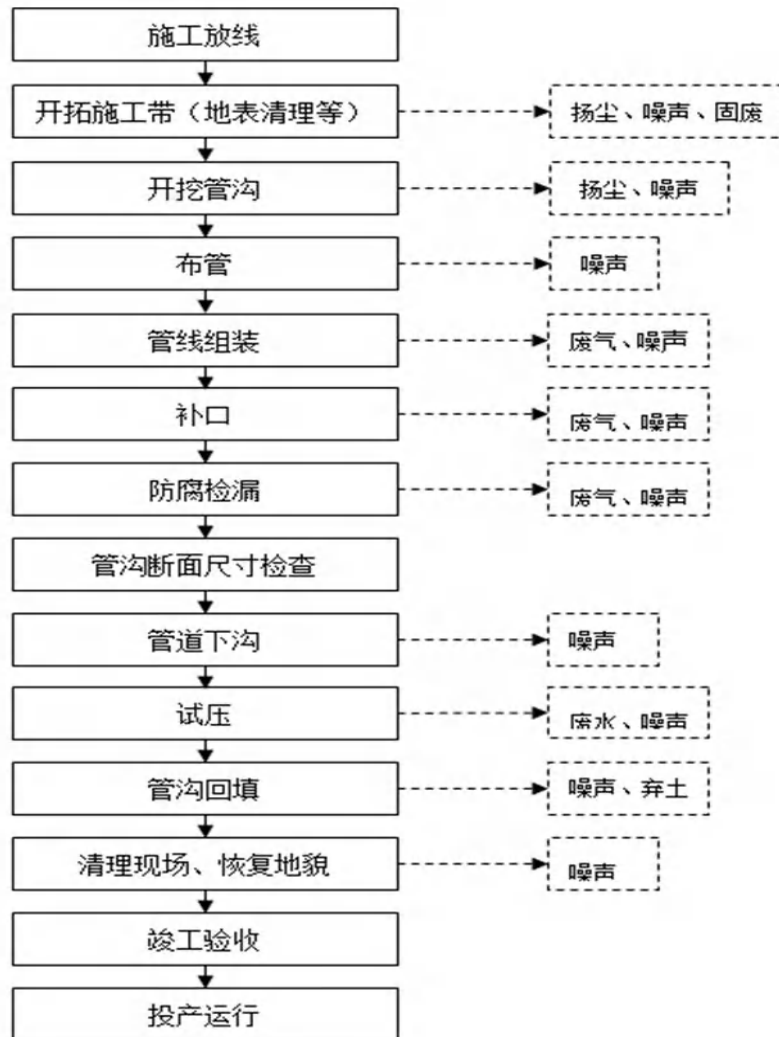 施工放线
开拓施工带（地表清理等）
扬尘、噪声、固废
开挖管沟
扬尘、噪声
布管
噪声
管线组装
废气、噪声
补口
废气、噪声
防腐检漏
废气、噪声
管沟断面尺寸检查
管道下沟
噪声
试压
废水、噪声
管沟回填
噪声、弃土
清理现场、恢复地貌
噪声
竣工验收
投产运行